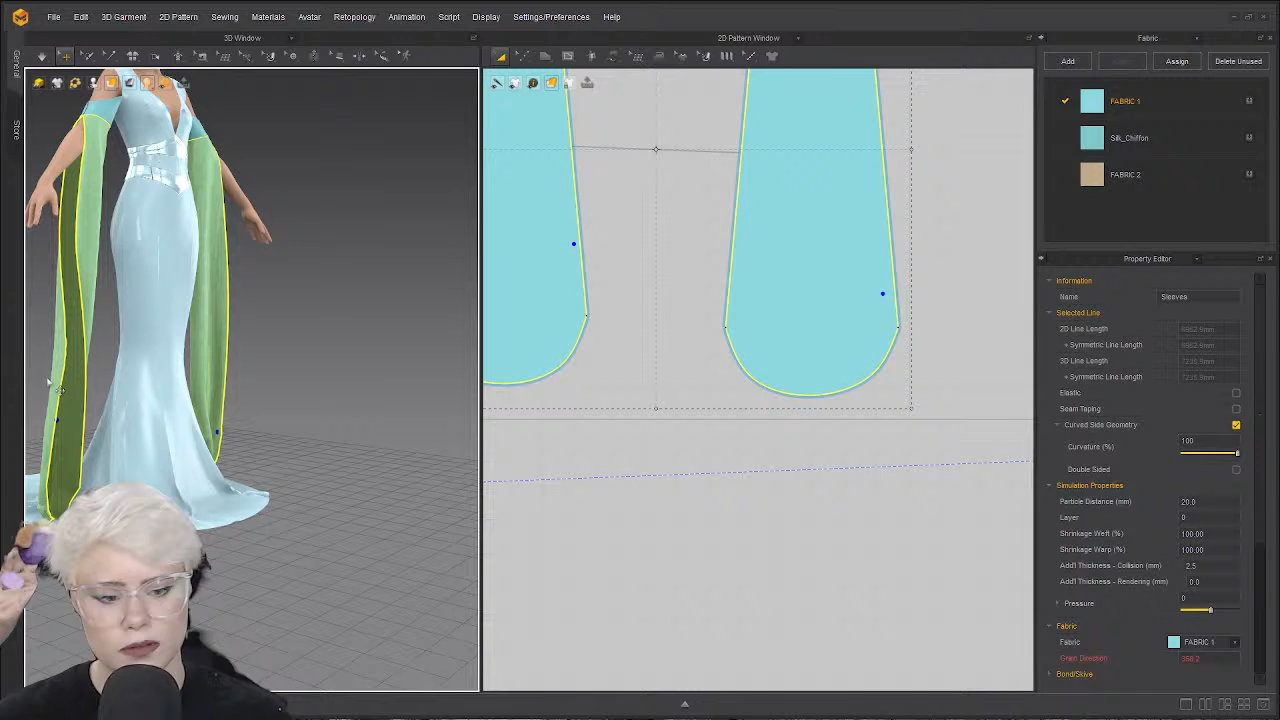 File Edit 3D Garment 2D Pattern Sewing Materials Avatar Retopology Animation Script Display Settings/Preferences Help
3D Window
2D Pattern Window
Fabric
General
Store
Add Assign Delete Unused
FABRIC 1
Silk_Chiffon
FABRIC 2
Property Editor
Information
Name Sleeves
Selected Line
2D Line Length
+ Symmetric Line Length
3D Line Length
+ Symmetric Line Length
Elastic
Seam Taping
Curved Side Geometry
Curvature (%) 100
Double Sided
Simulation Properties
Particle Distance (mm) 20.0
Layer 0
Shrinkage Weft (%) 100.00
Shrinkage Warp (%) 100.00
Add'l Thickness - Collision (mm) 2.5
Add'l Thickness - Rendering (mm) 0.0
Pressure 0
Fabric
Fabric FABRIC 1
Grain Direction 358.2
Bond/Skive